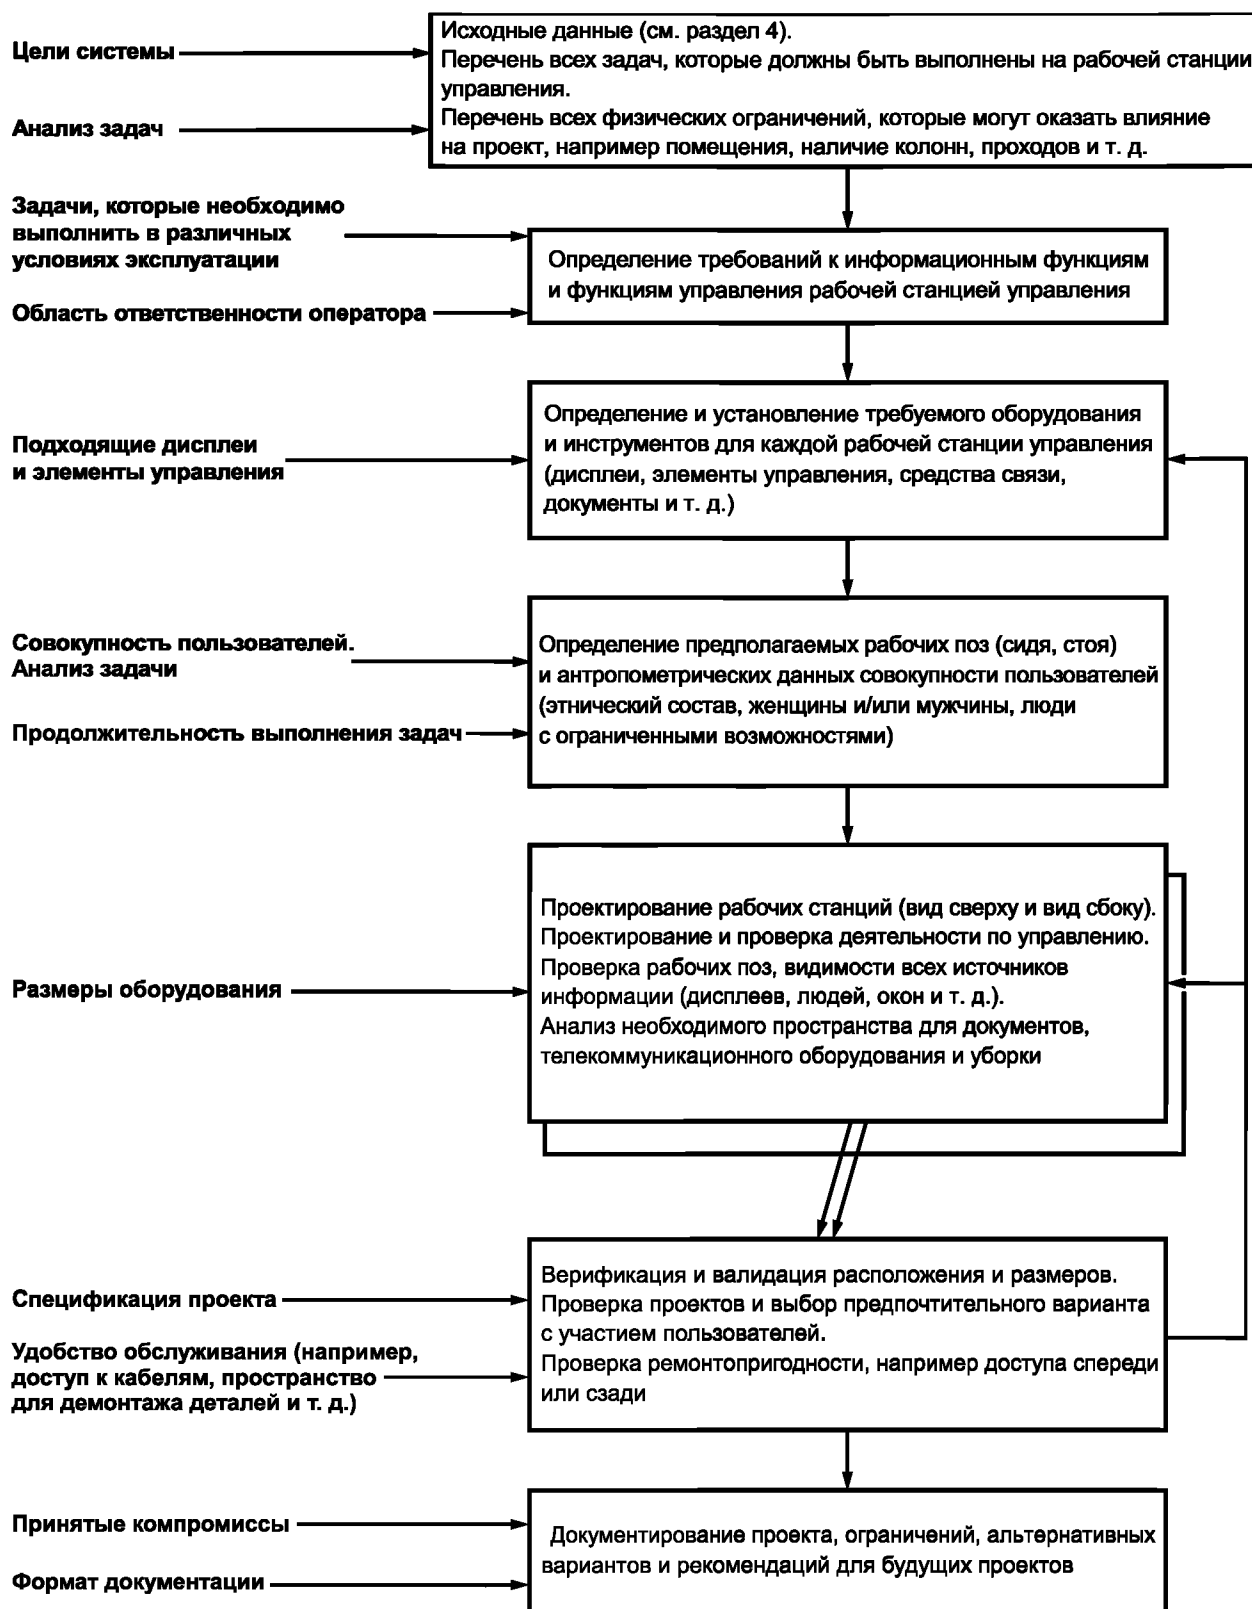 Цели системы
Исходные данные (см. раздел 4).
Перечень всех задач, которые должны быть выполнены на рабочей станции
управления.
Анализ задач
Перечень всех физических ограничений, которые могут оказать влияние
на проект, например помещения, наличие колонн, проходов и т. д.
Задачи, которые необходимо
выполнить в различных
условиях эксплуатации
Область ответственности оператора
Определение требований к информационным функциям
и функциям управления рабочей станцией управления
Подходящие дисплеи
и элементы управления
Определение и установление требуемого оборудования
и инструментов для каждой рабочей станции управления
(дисплеи, элементы управления, средства связи,
документы и т. д.)
Совокупность пользователей.
Анализ задачи
Продолжительность выполнения задач
Определение предполагаемых рабочих поз (сидя, стоя)
и антропометрических данных совокупности пользователей
(этнический состав, женщины и/или мужчины, люди
с ограниченными возможностями)
Размеры оборудования
Проектирование рабочих станций (вид сверху и вид сбоку).
Проектирование и проверка деятельности по управлению.
Проверка рабочих поз, видимости всех источников
информации (дисплеев, людей, окон и т. д.).
Анализ необходимого пространства для документов,
телекоммуникационного оборудования и уборки
Спецификация проекта
Удобство обслуживания (например,
доступ к кабелям, пространство
для демонтажа деталей и т. д.)
Верификация и валидация расположения и размеров.
Проверка проектов и выбор предпочтительного варианта
с участием пользователей.
Проверка ремонтопригодности, например доступа спереди
или сзади
Принятые компромиссы
Формат документации
Документирование проекта, ограничений, альтернативных
вариантов и рекомендаций для будущих проектов